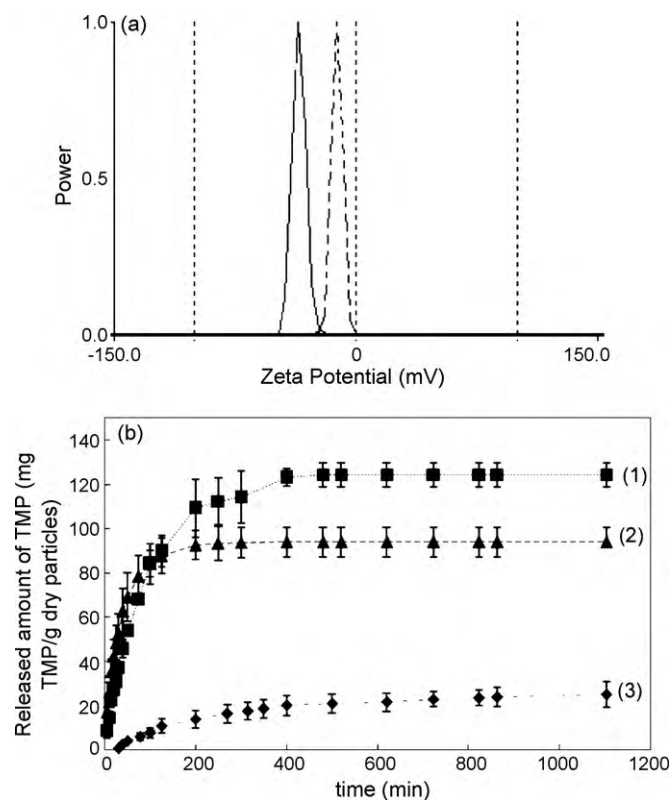 (a)
1.0
0.5
0.0
Power
-150.0 0 150.0
Zeta Potential (mV)
(b)
140
120
100
80
60
40
20
0
Released amount of TMP (mg
TMP/g dry particles)
(1)
(2)
(3)
0 200 400 600 800 1000 1200
time (min)